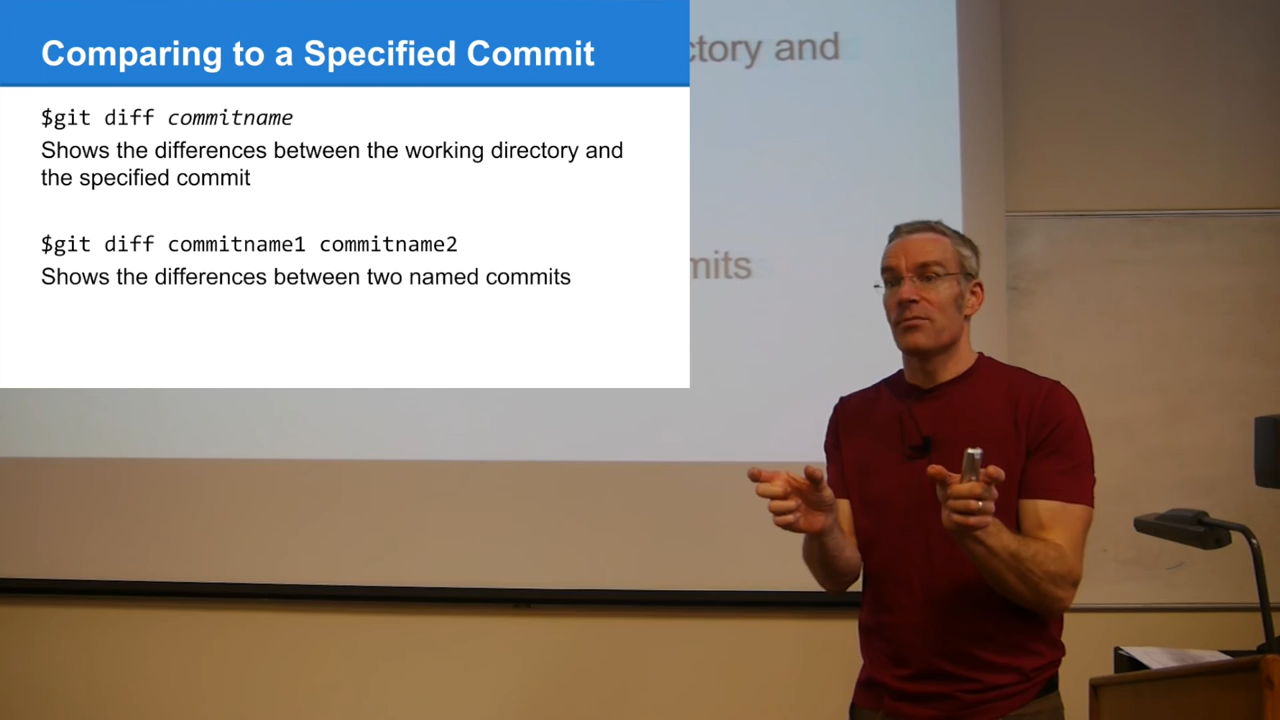 Comparing to a Specified Commit
ctory and
$git diff commitname
Shows the differences between the working directory and
the specified commit
$git diff commitname1 commitname2
Shows the differences between two named commits
mits